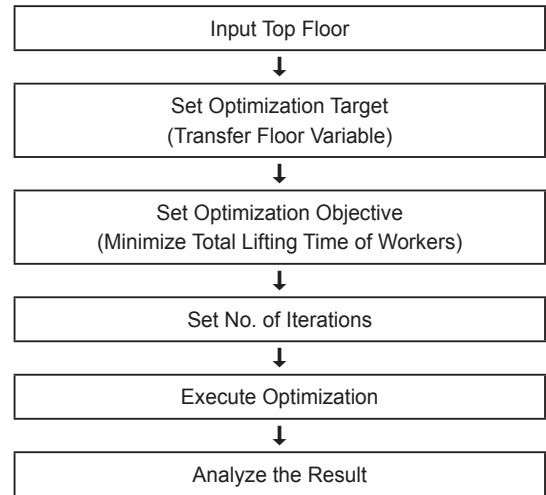 Input Top Floor
Set Optimization Target
(Transfer Floor Variable)
Set Optimization Objective
(Minimize Total Lifting Time of Workers)
Set No. of Iterations
Execute Optimization
Analyze the Result